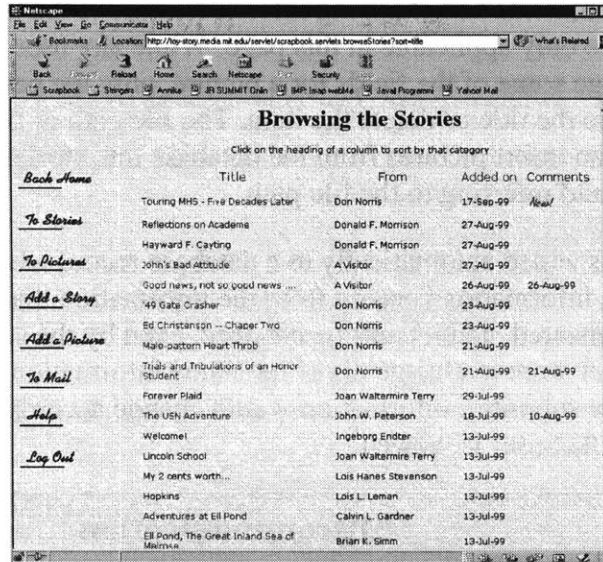 Netscape
File Edit View Go Communicator Help
Bookmarks Location: http://toy-story.media.mit.edu/servlet/scrapbook.servlets.browseStories?sort=title What's Related
Back Forward Reload Home Search Netscape Print Security
Scrapbook Stringers Annika JR SUMMIT Onlin IMP: Imap webMa Java! Programmi Yahoo! Mail
Browsing the Stories
Click on the heading of a column to sort by that category
Title From Added on Comments
Touring MHS - Five Decades Later Don Norris 17-Sep-99 New!
Reflections on Academe Donald F. Morrison 27-Aug-99
Hayward F. Cayting Donald F. Morrison 27-Aug-99
John's Bad Attitude A Visitor 27-Aug-99
Good news, not so good news .... A Visitor 26-Aug-99 26-Aug-99
'49 Gate Crasher Don Norris 23-Aug-99
Ed Christenson -- Chaper Two Don Norris 23-Aug-99
Male-pattern Heart Throb Don Norris 21-Aug-99
Trials and Tribulations of an Honor
Student Don Norris 21-Aug-99 21-Aug-99
Forever Plaid Joan Waltermire Terry 29-Jul-99
The USN Adventure John W. Peterson 18-Jul-99 10-Aug-99
Welcome! Ingeborg Endter 13-Jul-99
Lincoln School Joan Waltermire Terry 13-Jul-99
My 2 cents worth... Lois Hanes Stevenson 13-Jul-99
Hopkins Lois L. Leman 13-Jul-99
Adventures at Ell Pond Calvin L. Gardner 13-Jul-99
Ell Pond, The Great Inland Sea of
Melrose Brian K. Simm 13-Jul-99
Back Home
To Stories
To Pictures
Add a Story
Add a Picture
To Mail
Help
Log Out